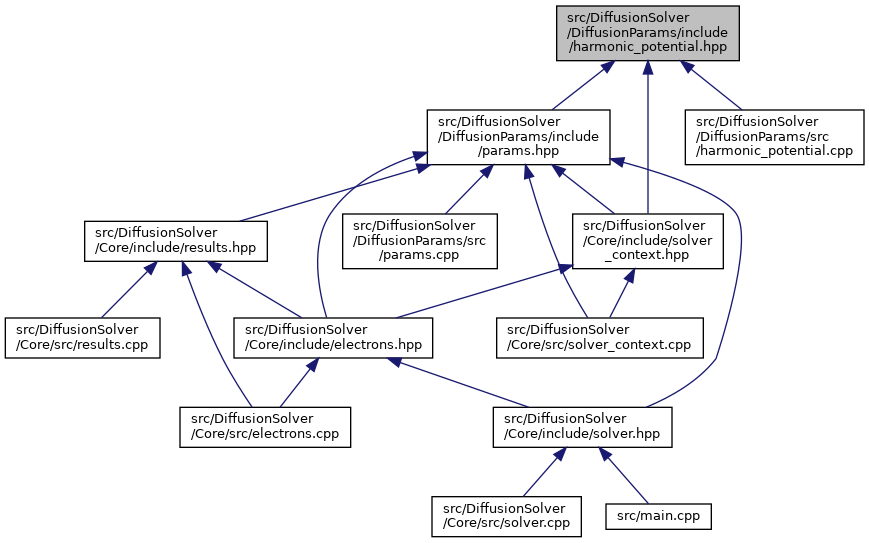 src/DiffusionSolver
/DiffusionParams/include
/harmonic_potential.hpp
src/DiffusionSolver
/DiffusionParams/include
/params.hpp
src/DiffusionSolver
/DiffusionParams/src
/harmonic_potential.cpp
src/DiffusionSolver
/Core/include/results.hpp
src/DiffusionSolver
/DiffusionParams/src
/params.cpp
src/DiffusionSolver
/Core/include/solver
_context.hpp
src/DiffusionSolver
/Core/src/results.cpp
src/DiffusionSolver
/Core/include/electrons.hpp
src/DiffusionSolver
/Core/src/solver_context.cpp
src/DiffusionSolver
/Core/src/electrons.cpp
src/DiffusionSolver
/Core/include/solver.hpp
src/DiffusionSolver
/Core/src/solver.cpp
src/main.cpp